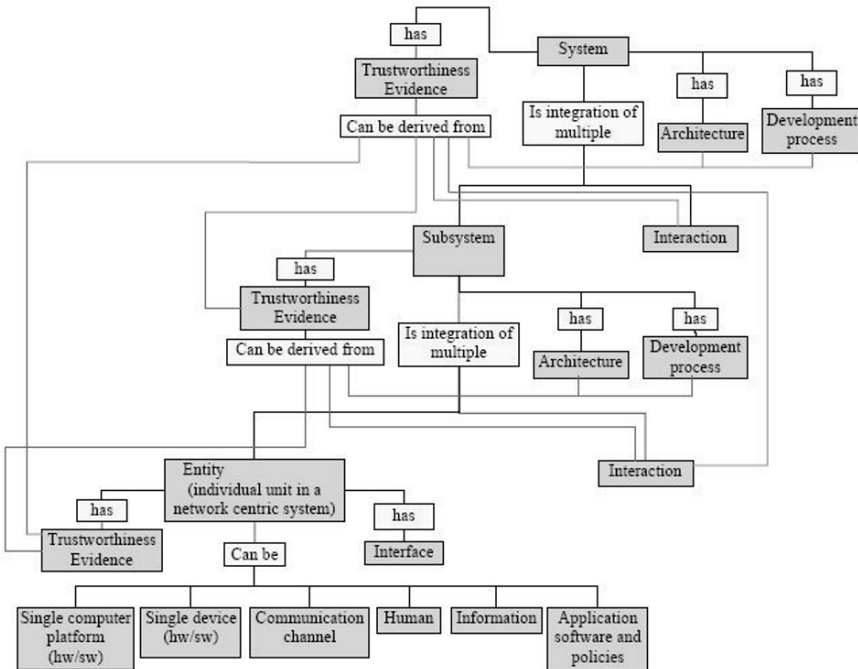 has
System
Trustworthiness
Evidence
has
has
Is integration of
multiple
Can be derived from
Architecture
Development
process
Subsystem
Interaction
has
Trustworthiness
Evidence
has
has
Is integration of
multiple
Can be derived from
Architecture
Development
process
Entity
(individual unit in a
network centric system)
Interaction
has
has
Trustworthiness
Evidence
Interface
Can be
Single computer
platform
(hw/sw)
Single device
(hw/sw)
Communication
channel
Human
Information
Application
software and
policies